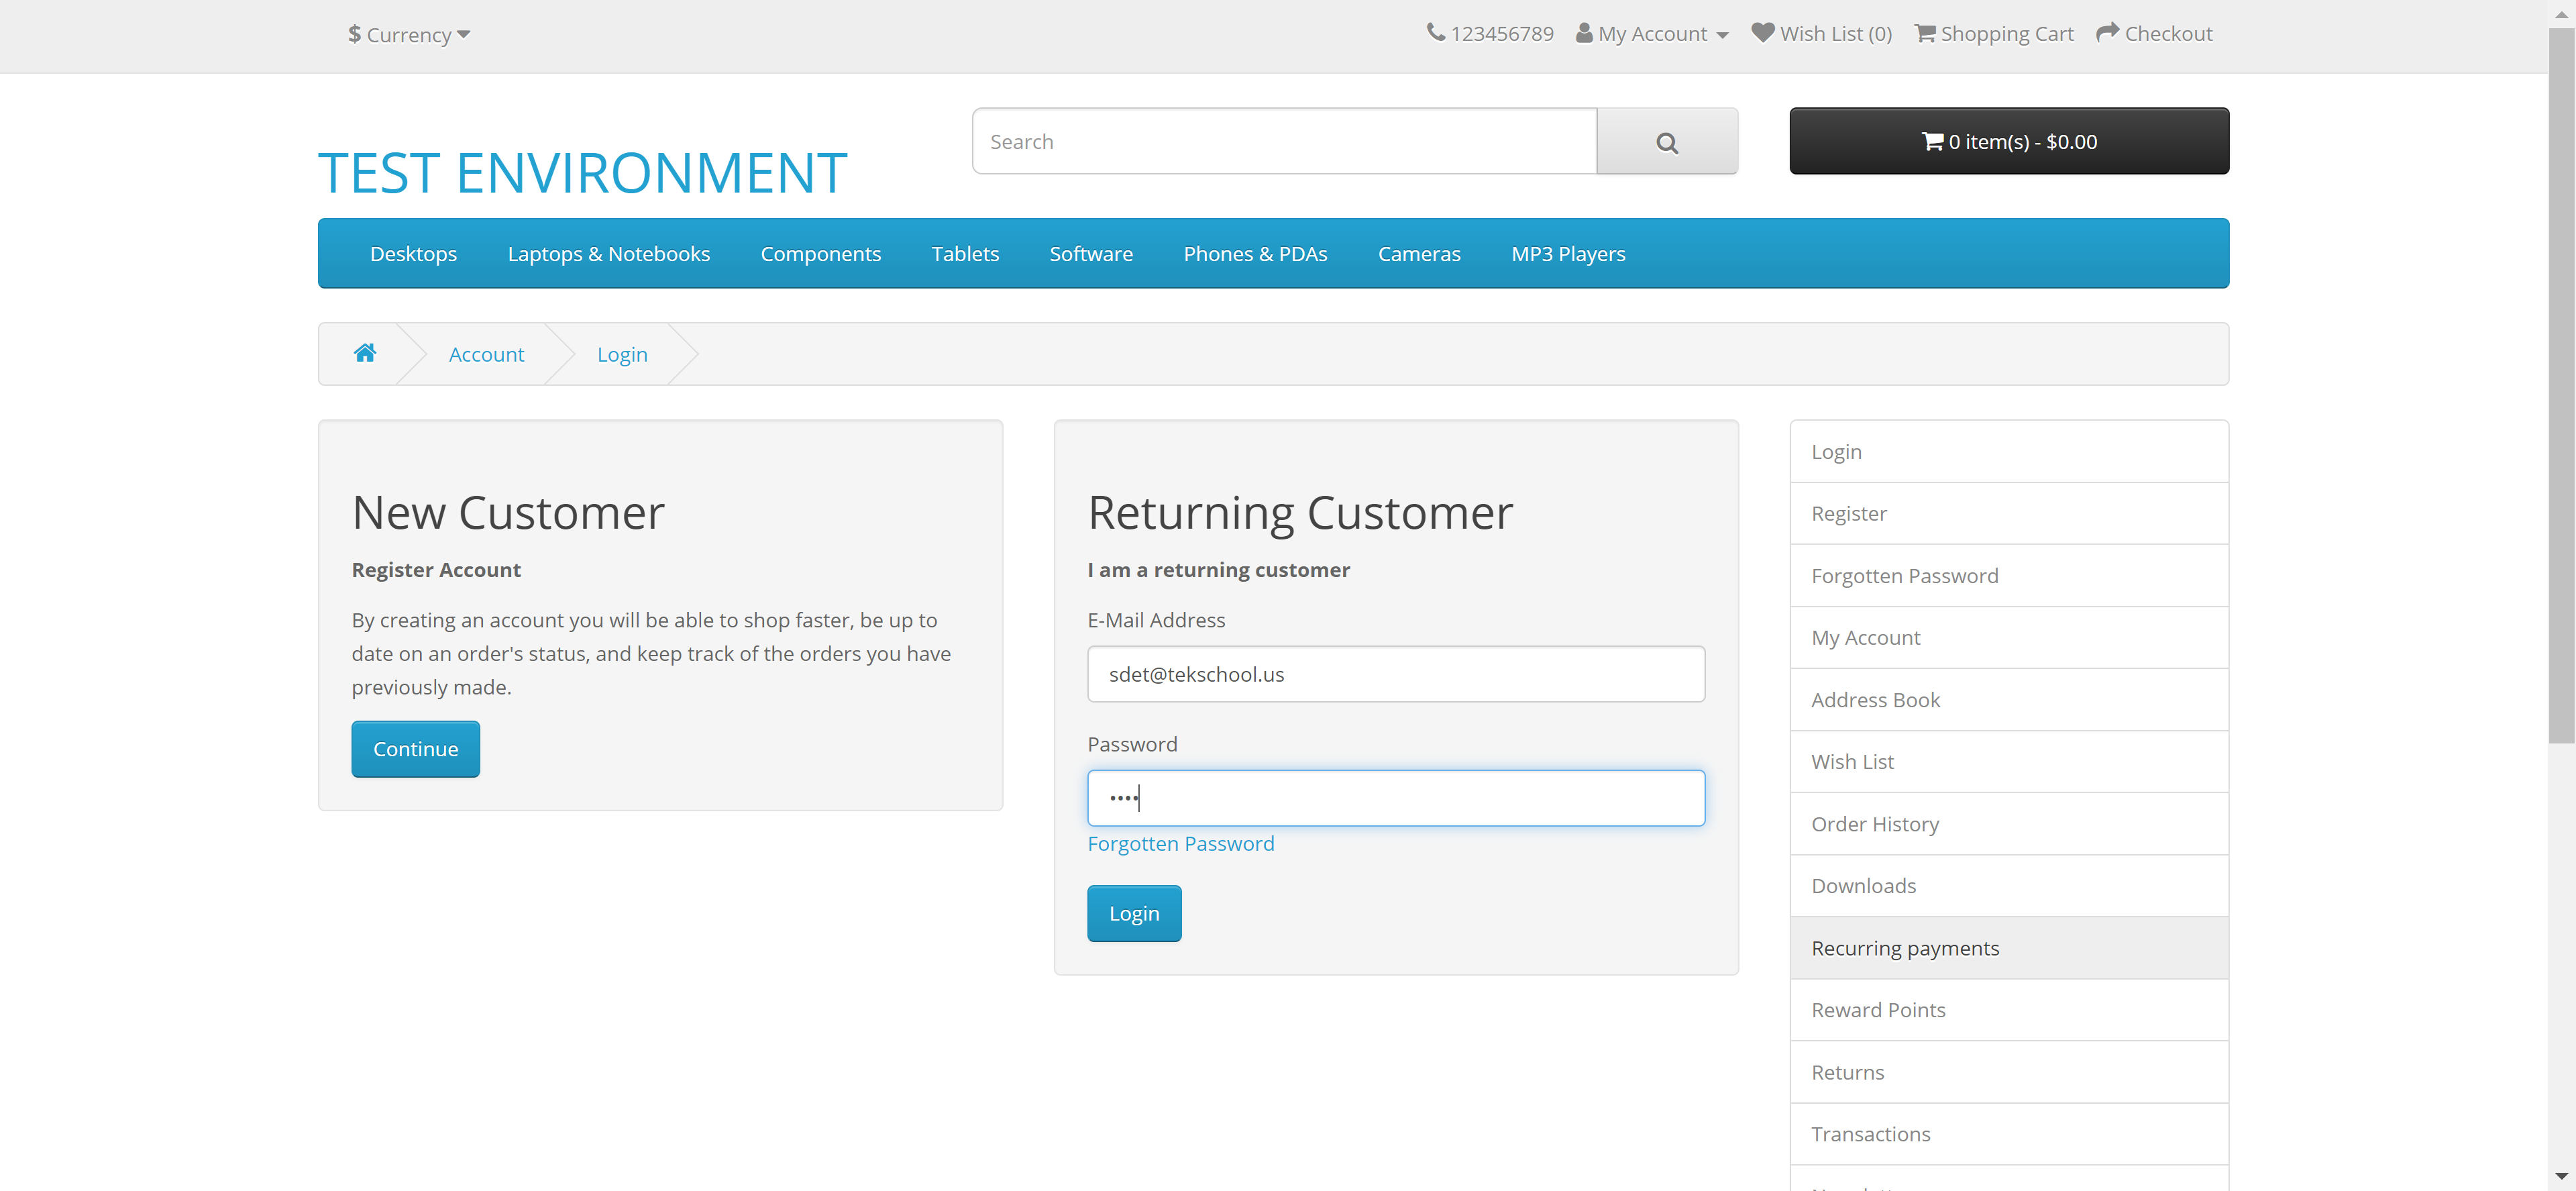 $ Currency
123456789 My Account Wish List (0) Shopping Cart Checkout
TEST ENVIRONMENT
Search
0 item(s) - $0.00
Desktops Laptops & Notebooks Components Tablets Software Phones & PDAs Cameras MP3 Players
Account Login
New Customer
Register Account
By creating an account you will be able to shop faster, be up to
date on an order's status, and keep track of the orders you have
previously made.
Continue
Returning Customer
I am a returning customer
E-Mail Address
sdet@tekschool.us
Password
••••
Forgotten Password
Login
Login
Register
Forgotten Password
My Account
Address Book
Wish List
Order History
Downloads
Recurring payments
Reward Points
Returns
Transactions